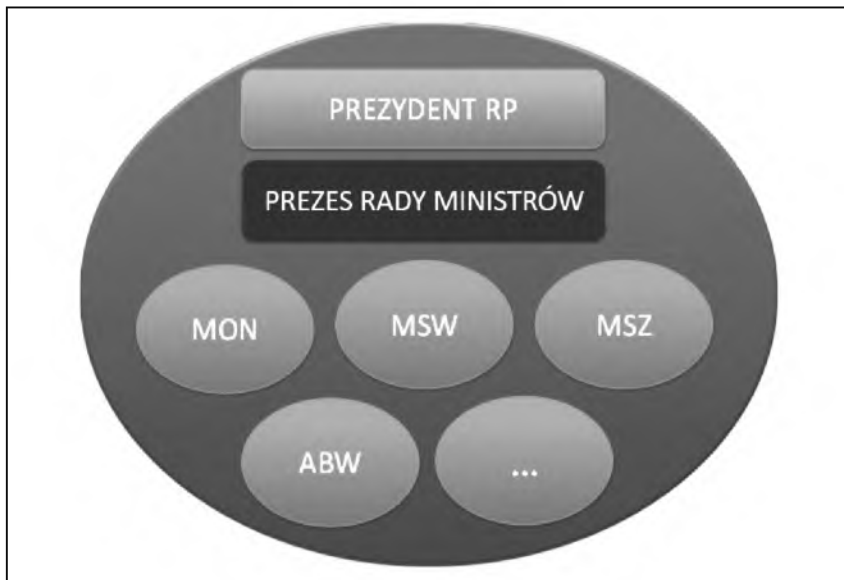 PREZYDENT RP
PREZES RADY MINISTRÓW
MON
MSW
MSZ
ABW
...